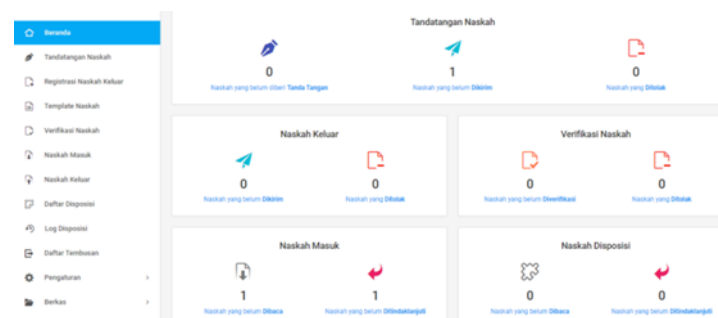 Beranda
Tandatangan Naskah
Registrasi Naskah Keluar
Template Naskah
Verifikasi Naskah
Naskah Masuk
Naskah Keluar
Daftar Disposisi
Log Disposisi
Daftar Tembusan
Pengaturan
Berkas
Tandatangan Naskah
0
Naskah yang belum diberi Tanda Tangan
1
Naskah yang belum Dikirim
0
Naskah yang Ditolak
Naskah Keluar
0
Naskah yang belum Dikirim
0
Naskah yang Ditolak
Verifikasi Naskah
0
Naskah yang belum Diverifikasi
0
Naskah yang Ditolak
Naskah Masuk
1
Naskah yang belum Dibaca
1
Naskah yang belum Ditindaklanjuti
Naskah Disposisi
0
Naskah yang belum Dibaca
0
Naskah yang belum Ditindaklanjuti